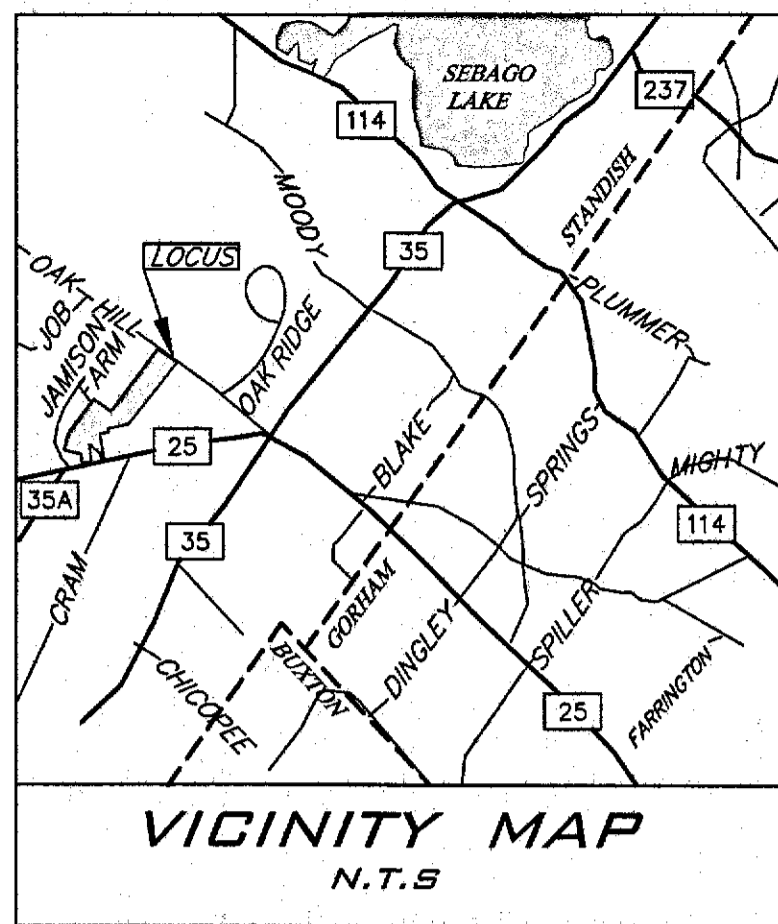 SEBAGO
LAKE
237
114
STANDISH
MOODY
35
LOCUS
OAK HILL
PLUMMER
JOB
OAK RIDGE
JAMISON
FARM
BLAKE
SPRINGS
25
MIGHTY
35A
114
35
CRAM
GORHAM
DINGLEY
SPILLER
BUXTON
CHICOPEE
FARRINGTON
25
VICINITY MAP
N.T.S